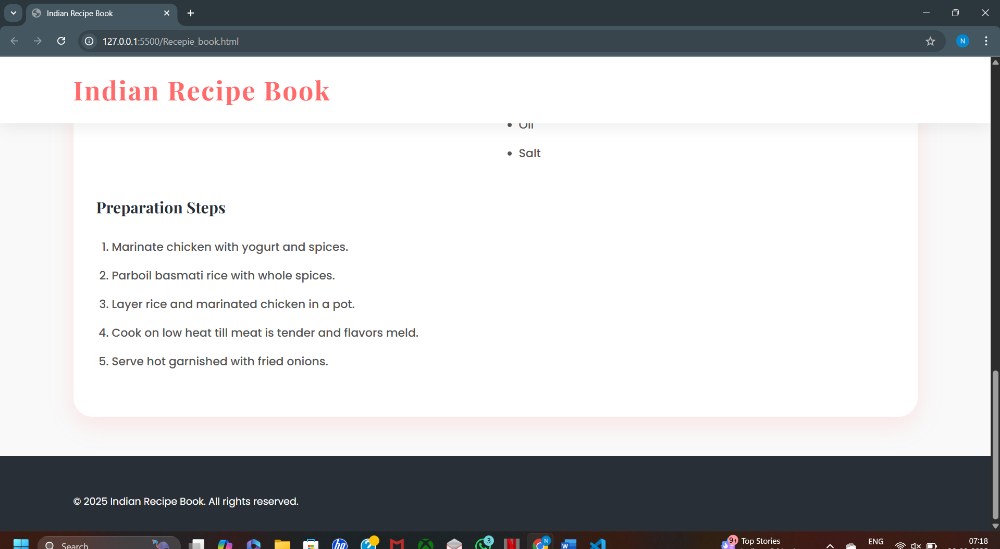 Indian Recipe Book
127.0.0.1:5500/Recepie_book.html
N
Indian Recipe Book
• Oil
• Salt
Preparation Steps
1. Marinate chicken with yogurt and spices.
2. Parboil basmati rice with whole spices.
3. Layer rice and marinated chicken in a pot.
4. Cook on low heat till meat is tender and flavors meld.
5. Serve hot garnished with fried onions.
© 2025 Indian Recipe Book. All rights reserved.
Search
hp
3
N
N
W
9+
Top Stories
ENG
07:18